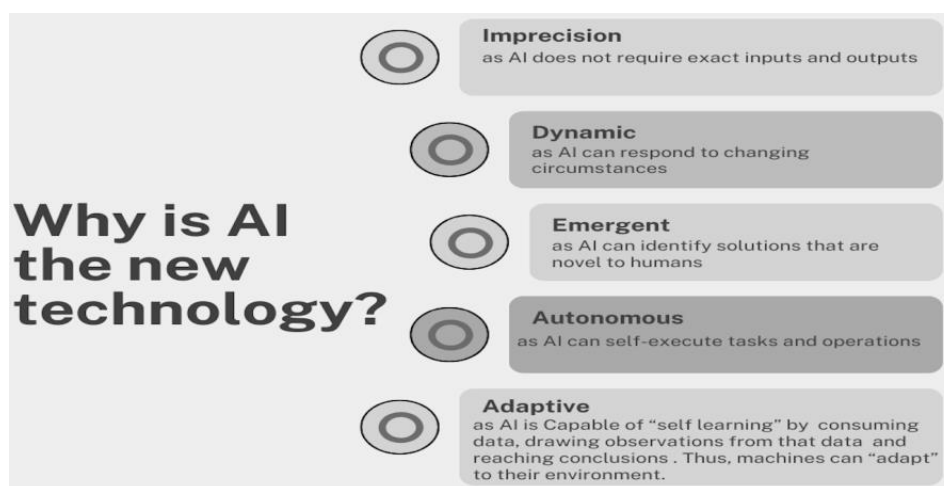 Why is AI
the new
technology?
Imprecision
as AI does not require exact inputs and outputs
Dynamic
as AI can respond to changing
circumstances
Emergent
as AI can identify solutions that are
novel to humans
Autonomous
as AI can self-execute tasks and operations
Adaptive
as AI is Capable of “self learning” by consuming
data, drawing observations from that data and
reaching conclusions . Thus, machines can “adapt”
to their environment.